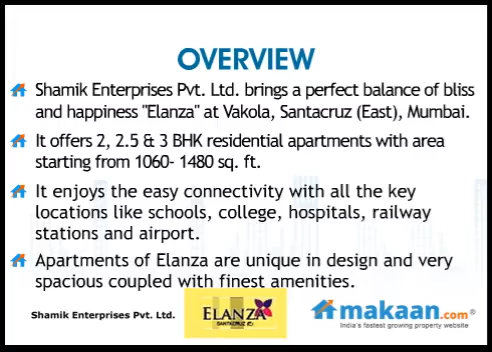 OVERVIEW
Shamik Enterprises Pvt. Ltd. brings a perfect balance of bliss
and happiness "Elanza" at Vakola, Santacruz (East), Mumbai.
It offers 2, 2.5 & 3 BHK residential apartments with area
starting from 1060- 1480 sq. ft.
It enjoys the easy connectivity with all the key
locations like schools, college, hospitals, railway
stations and airport.
Apartments of Elanza are unique in design and very
spacious coupled with finest amenities.
Shamik Enterprises Pvt. Ltd.
ELANZA
SANTACRUZ (E)
makaan.com®
India's fastest growing property website